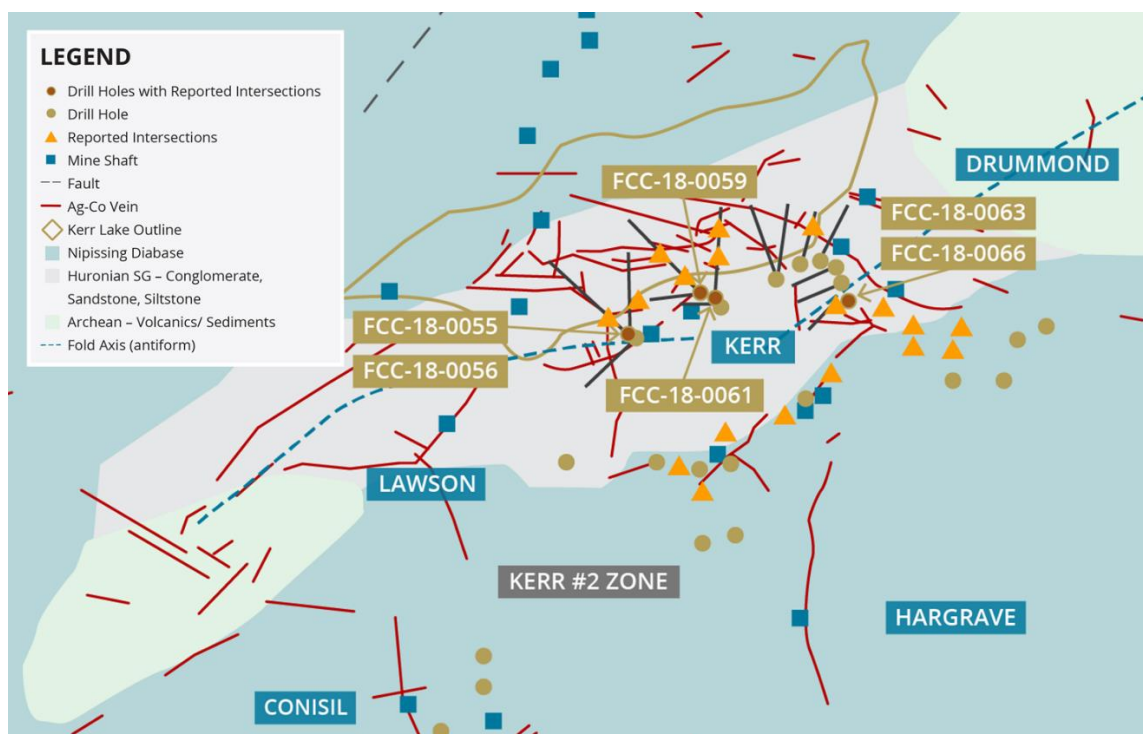 LEGEND
Drill Holes with Reported Intersections
Drill Hole
Reported Intersections
Mine Shaft
Fault
Ag-Co Vein
Kerr Lake Outline
Nipissing Diabase
Huronian SG – Conglomerate,
Sandstone, Siltstone
Archean – Volcanics/ Sediments
Fold Axis (antiform)
DRUMMOND
FCC-18-0059
FCC-18-0063
FCC-18-0066
FCC-18-0055
KERR
FCC-18-0056
FCC-18-0061
LAWSON
KERR #2 ZONE
HARGRAVE
CONISIL